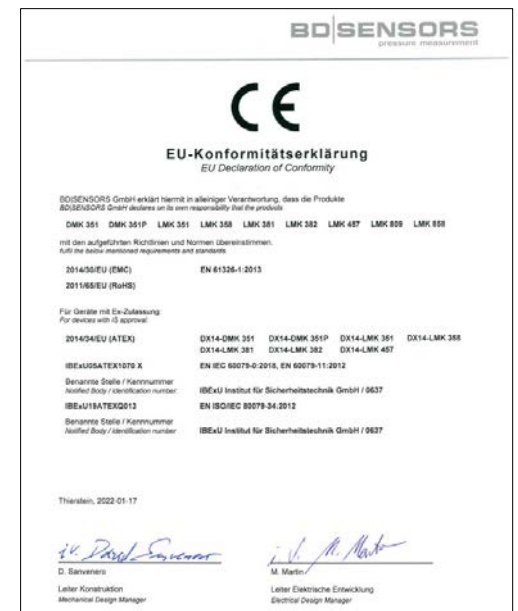 BD|SENSORS
pressure measurement
CE
EU-Konformitätserklärung
EU Declaration of Conformity
BD|SENSORS GmbH erklärt hiermit in alleiniger Verantwortung, dass die Produkte
BD|SENSORS GmbH declares on its own responsibility that the products
DMK 351 DMK 351P LMK 351 LMK 358 LMK 381 LMK 382 LMK 457 LMK 809 LMK 858
mit den aufgeführten Richtlinien und Normen übereinstimmen.
fulfil the below mentioned requirements and standards
2014/30/EU (EMC) EN 61326-1:2013
2011/65/EU (RoHS)
Für Geräte mit Ex-Zulassung:
For devices with IS approval:
2014/34/EU (ATEX) DX14-DMK 351 DX14-DMK 351P DX14-LMK 351 DX14-LMK 358
DX14-LMK 381 DX14-LMK 382 DX14-LMK 457
IBExU05ATEX1070 X EN IEC 60079-0:2018, EN 60079-11:2012
Benannte Stelle / Kennnummer
Notified Body / identification number: IBExU Institut für Sicherheitstechnik GmbH / 0637
IBExU19ATEXQ013 EN ISO/IEC 80079-34:2012
Benannte Stelle / Kennnummer
Notified Body / identification number: IBExU Institut für Sicherheitstechnik GmbH / 0637
Thierstein, 2022-01-17
i.V. David Sanvenero i.V. M. Martin
D. Sanvenero M. Martin
Leiter Konstruktion Leiter Elektrische Entwicklung
Mechanical Design Manager Electrical Design Manager